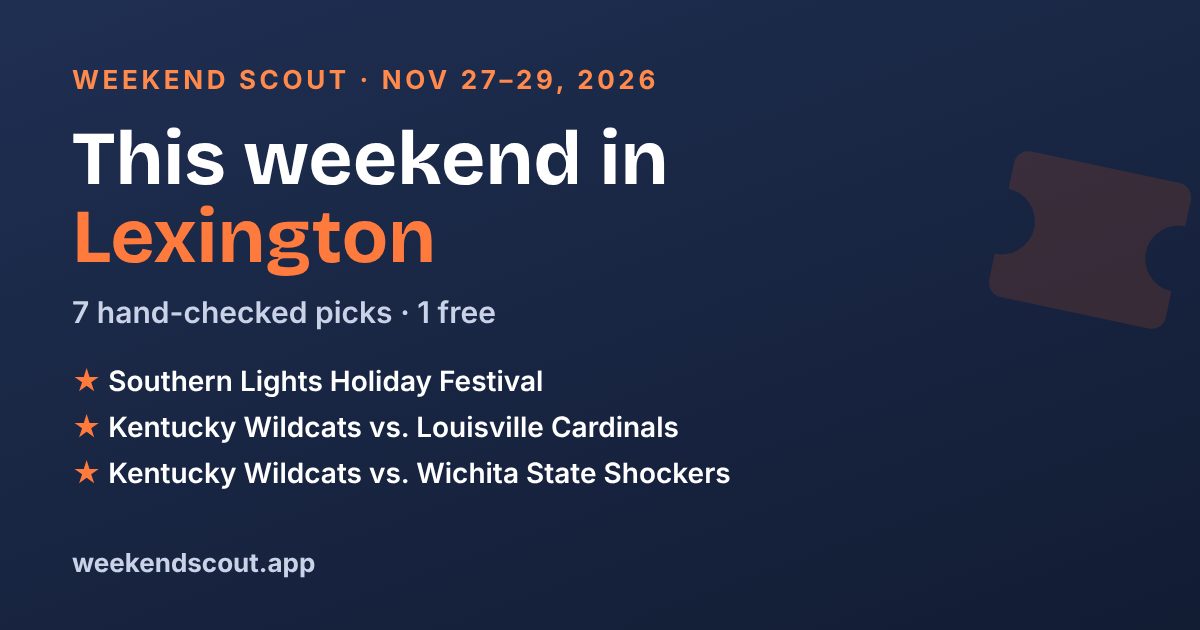 WEEKEND SCOUT · NOV 27–29, 2026
This weekend in
Lexington
7 hand-checked picks · 1 free
★ Southern Lights Holiday Festival
★ Kentucky Wildcats vs. Louisville Cardinals
★ Kentucky Wildcats vs. Wichita State Shockers
weekendscout.app